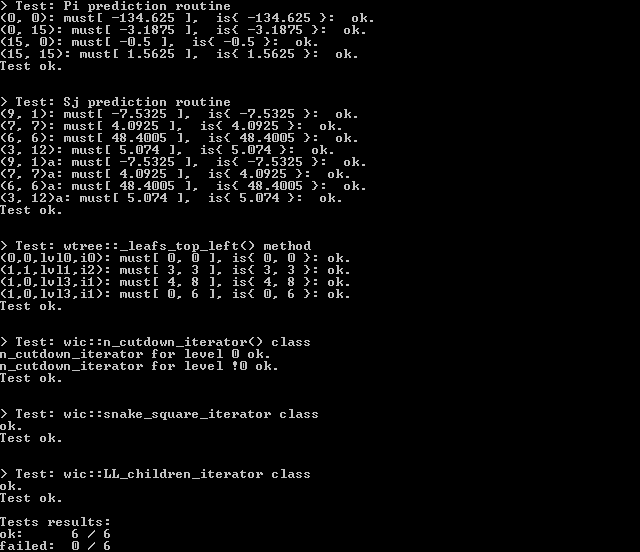 > Test: Pi prediction routine
(0, 0): must[ -134.625 ],  is{ -134.625 }:  ok.
(0, 15): must[ -3.1875 ],  is{ -3.1875 }:  ok.
(15, 0): must[ -0.5 ],  is{ -0.5 }:  ok.
(15, 15): must[ 1.5625 ],  is{ 1.5625 }:  ok.
Test ok.
> Test: Sj prediction routine
(9, 1): must[ -7.5325 ],  is{ -7.5325 }:  ok.
(7, 7): must[ 4.0925 ],  is{ 4.0925 }:  ok.
(6, 6): must[ 48.4005 ],  is{ 48.4005 }:  ok.
(3, 12): must[ 5.074 ],  is{ 5.074 }:  ok.
(9, 1)a: must[ -7.5325 ],  is{ -7.5325 }:  ok.
(7, 7)a: must[ 4.0925 ],  is{ 4.0925 }:  ok.
(6, 6)a: must[ 48.4005 ],  is{ 48.4005 }:  ok.
(3, 12)a: must[ 5.074 ],  is{ 5.074 }:  ok.
Test ok.
> Test: wtree::_leafs_top_left() method
(0,0,lvl0,i0): must[ 0, 0 ], is{ 0, 0 }: ok.
(1,1,lvl1,i2): must[ 3, 3 ], is{ 3, 3 }: ok.
(1,0,lvl3,i1): must[ 4, 8 ], is{ 4, 8 }: ok.
(1,0,lvl3,i1): must[ 0, 6 ], is{ 0, 6 }: ok.
Test ok.
> Test: wic::n_cutdown_iterator() class
n_cutdown_iterator for level 0 ok.
n_cutdown_iterator for level !0 ok.
Test ok.
> Test: wic::snake_square_iterator class
ok.
Test ok.
> Test: wic::LL_children_iterator class
ok.
Test ok.
Tests results:
ok:      6 / 6
failed:  0 / 6